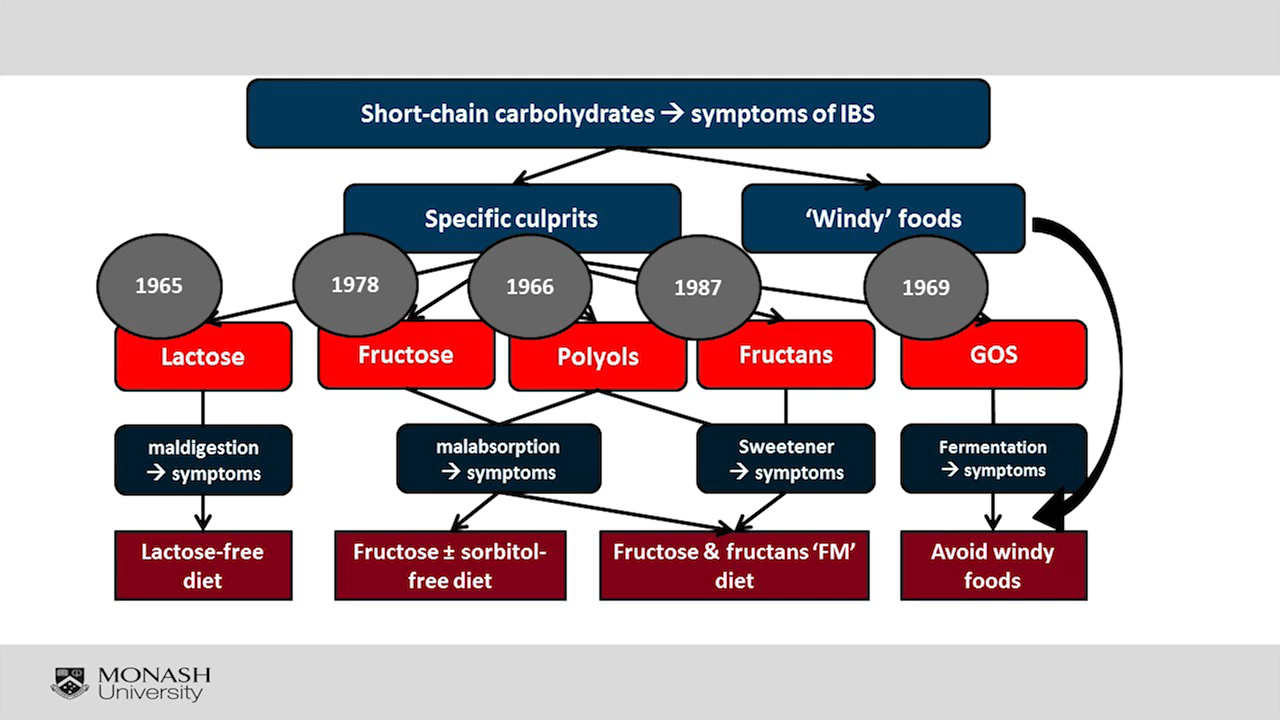 Short-chain carbohydrates → symptoms of IBS
Specific culprits
‘Windy’ foods
1965
1978
1966
1987
1969
Lactose
Fructose
Polyols
Fructans
GOS
maldigestion
→ symptoms
malabsorption
→ symptoms
Sweetener
→ symptoms
Fermentation
→ symptoms
Lactose-free
diet
Fructose ± sorbitol-
free diet
Fructose & fructans ‘FM’
diet
Avoid windy
foods
MONASH
University